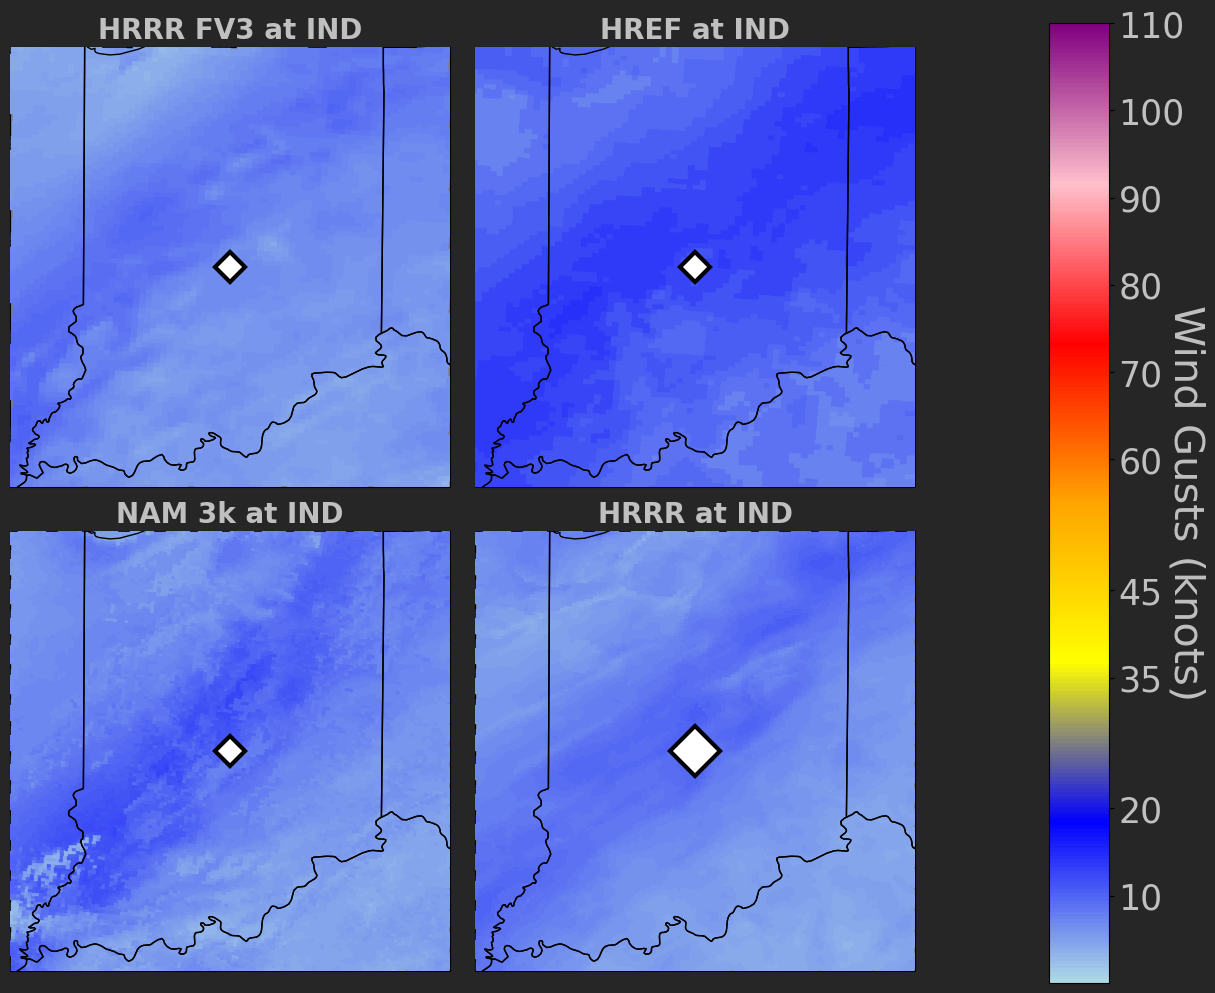 HRRR FV3 at IND
HREF at IND
NAM 3k at IND
HRRR at IND
110
100
90
80
70
60
45
35
20
10
Wind Gusts (knots)